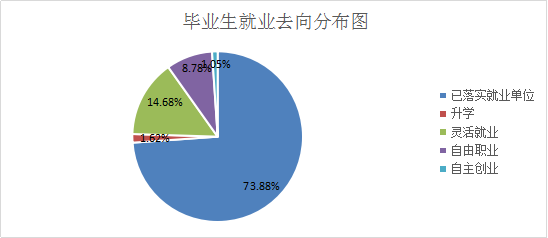 毕业生就业去向分布图
8.78%
1.05%
14.68%
1.62%
73.88%
已落实就业单位
升学
灵活就业
自由职业
自主创业